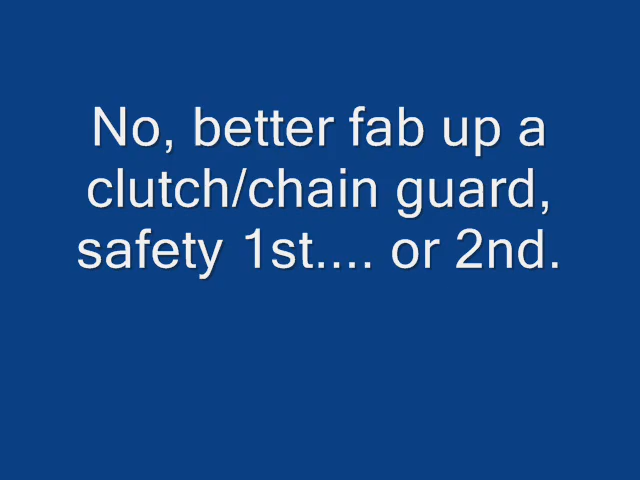 No, better fab up a
clutch/chain guard,
safety 1st.... or 2nd.